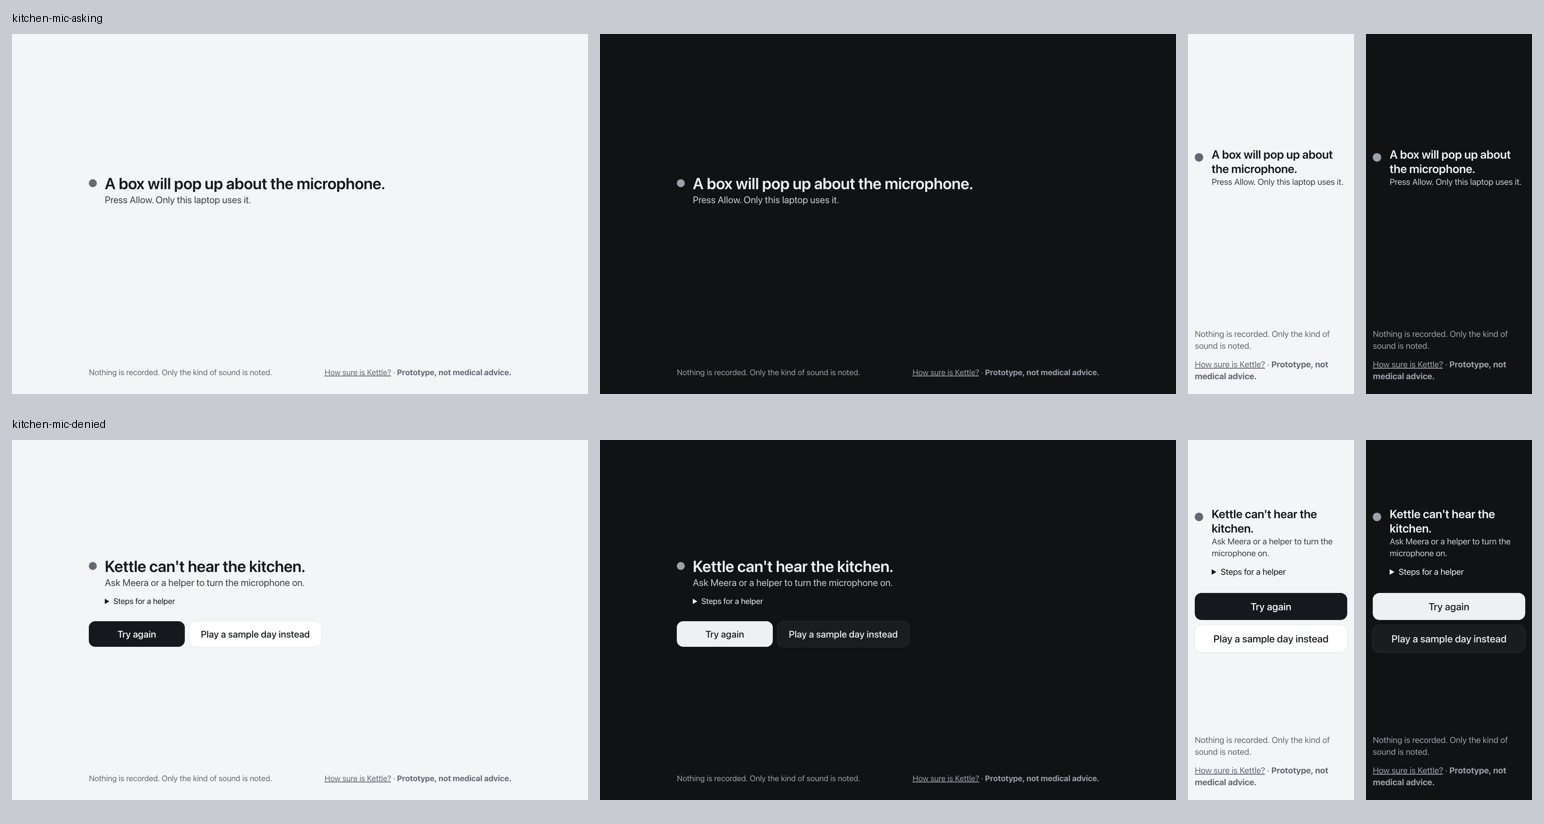 kitchen-mic-asking
A box will pop up about the microphone.
Press Allow. Only this laptop uses it.
Nothing is recorded. Only the kind of sound is noted.
How sure is Kettle? · Prototype, not medical advice.
A box will pop up about the microphone.
Press Allow. Only this laptop uses it.
Nothing is recorded. Only the kind of sound is noted.
How sure is Kettle? · Prototype, not medical advice.
A box will pop up about
the microphone.
Press Allow. Only this laptop uses it.
Nothing is recorded. Only the kind of
sound is noted.
How sure is Kettle? · Prototype, not
medical advice.
A box will pop up about
the microphone.
Press Allow. Only this laptop uses it.
Nothing is recorded. Only the kind of
sound is noted.
How sure is Kettle? · Prototype, not
medical advice.
kitchen-mic-denied
Kettle can't hear the kitchen.
Ask Meera or a helper to turn the microphone on.
Steps for a helper
Try again
Play a sample day instead
Nothing is recorded. Only the kind of sound is noted.
How sure is Kettle? · Prototype, not medical advice.
Kettle can't hear the kitchen.
Ask Meera or a helper to turn the microphone on.
Steps for a helper
Try again
Play a sample day instead
Nothing is recorded. Only the kind of sound is noted.
How sure is Kettle? · Prototype, not medical advice.
Kettle can't hear the
kitchen.
Ask Meera or a helper to turn the
microphone on.
Steps for a helper
Try again
Play a sample day instead
Nothing is recorded. Only the kind of
sound is noted.
How sure is Kettle? · Prototype, not
medical advice.
Kettle can't hear the
kitchen.
Ask Meera or a helper to turn the
microphone on.
Steps for a helper
Try again
Play a sample day instead
Nothing is recorded. Only the kind of
sound is noted.
How sure is Kettle? · Prototype, not
medical advice.